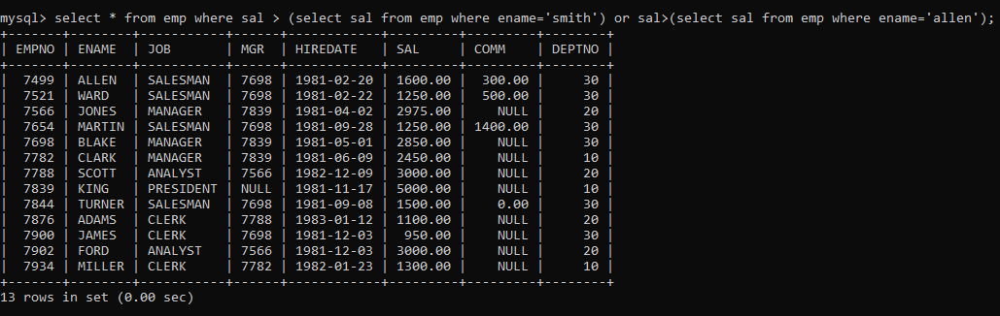 mysql> select * from emp where sal > (select sal from emp where ename='smith') or sal>(select sal from emp where ename='allen');
+-------+--------+-----------+------+------------+---------+---------+--------+
| EMPNO | ENAME  | JOB       | MGR  | HIREDATE   | SAL     | COMM    | DEPTNO |
+-------+--------+-----------+------+------------+---------+---------+--------+
|  7499 | ALLEN  | SALESMAN  | 7698 | 1981-02-20 | 1600.00 |  300.00 |     30 |
|  7521 | WARD   | SALESMAN  | 7698 | 1981-02-22 | 1250.00 |  500.00 |     30 |
|  7566 | JONES  | MANAGER   | 7839 | 1981-04-02 | 2975.00 |    NULL |     20 |
|  7654 | MARTIN | SALESMAN  | 7698 | 1981-09-28 | 1250.00 | 1400.00 |     30 |
|  7698 | BLAKE  | MANAGER   | 7839 | 1981-05-01 | 2850.00 |    NULL |     30 |
|  7782 | CLARK  | MANAGER   | 7839 | 1981-06-09 | 2450.00 |    NULL |     10 |
|  7788 | SCOTT  | ANALYST   | 7566 | 1982-12-09 | 3000.00 |    NULL |     20 |
|  7839 | KING   | PRESIDENT | NULL | 1981-11-17 | 5000.00 |    NULL |     10 |
|  7844 | TURNER | SALESMAN  | 7698 | 1981-09-08 | 1500.00 |    0.00 |     30 |
|  7876 | ADAMS  | CLERK     | 7788 | 1983-01-12 | 1100.00 |    NULL |     20 |
|  7900 | JAMES  | CLERK     | 7698 | 1981-12-03 |  950.00 |    NULL |     30 |
|  7902 | FORD   | ANALYST   | 7566 | 1981-12-03 | 3000.00 |    NULL |     20 |
|  7934 | MILLER | CLERK     | 7782 | 1982-01-23 | 1300.00 |    NULL |     10 |
+-------+--------+-----------+------+------------+---------+---------+--------+
13 rows in set (0.00 sec)